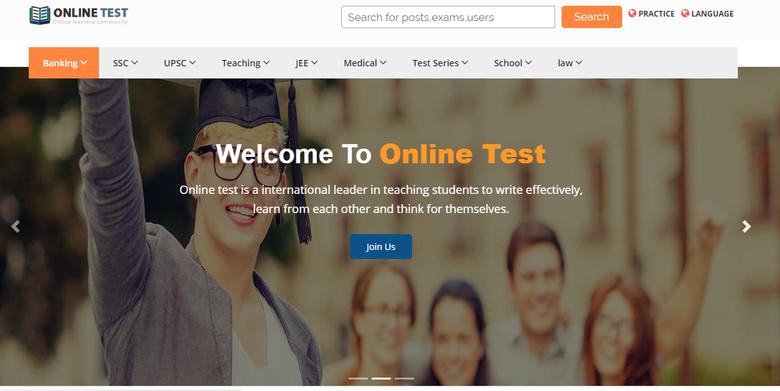 ONLINE TEST
Online learning community
Search for posts,exams,users
Search
PRACTICE
LANGUAGE
Banking
SSC
UPSC
Teaching
JEE
Medical
Test Series
School
law
Welcome To Online Test
Online test is a international leader in teaching students to write effectively,
learn from each other and think for themselves.
Join Us